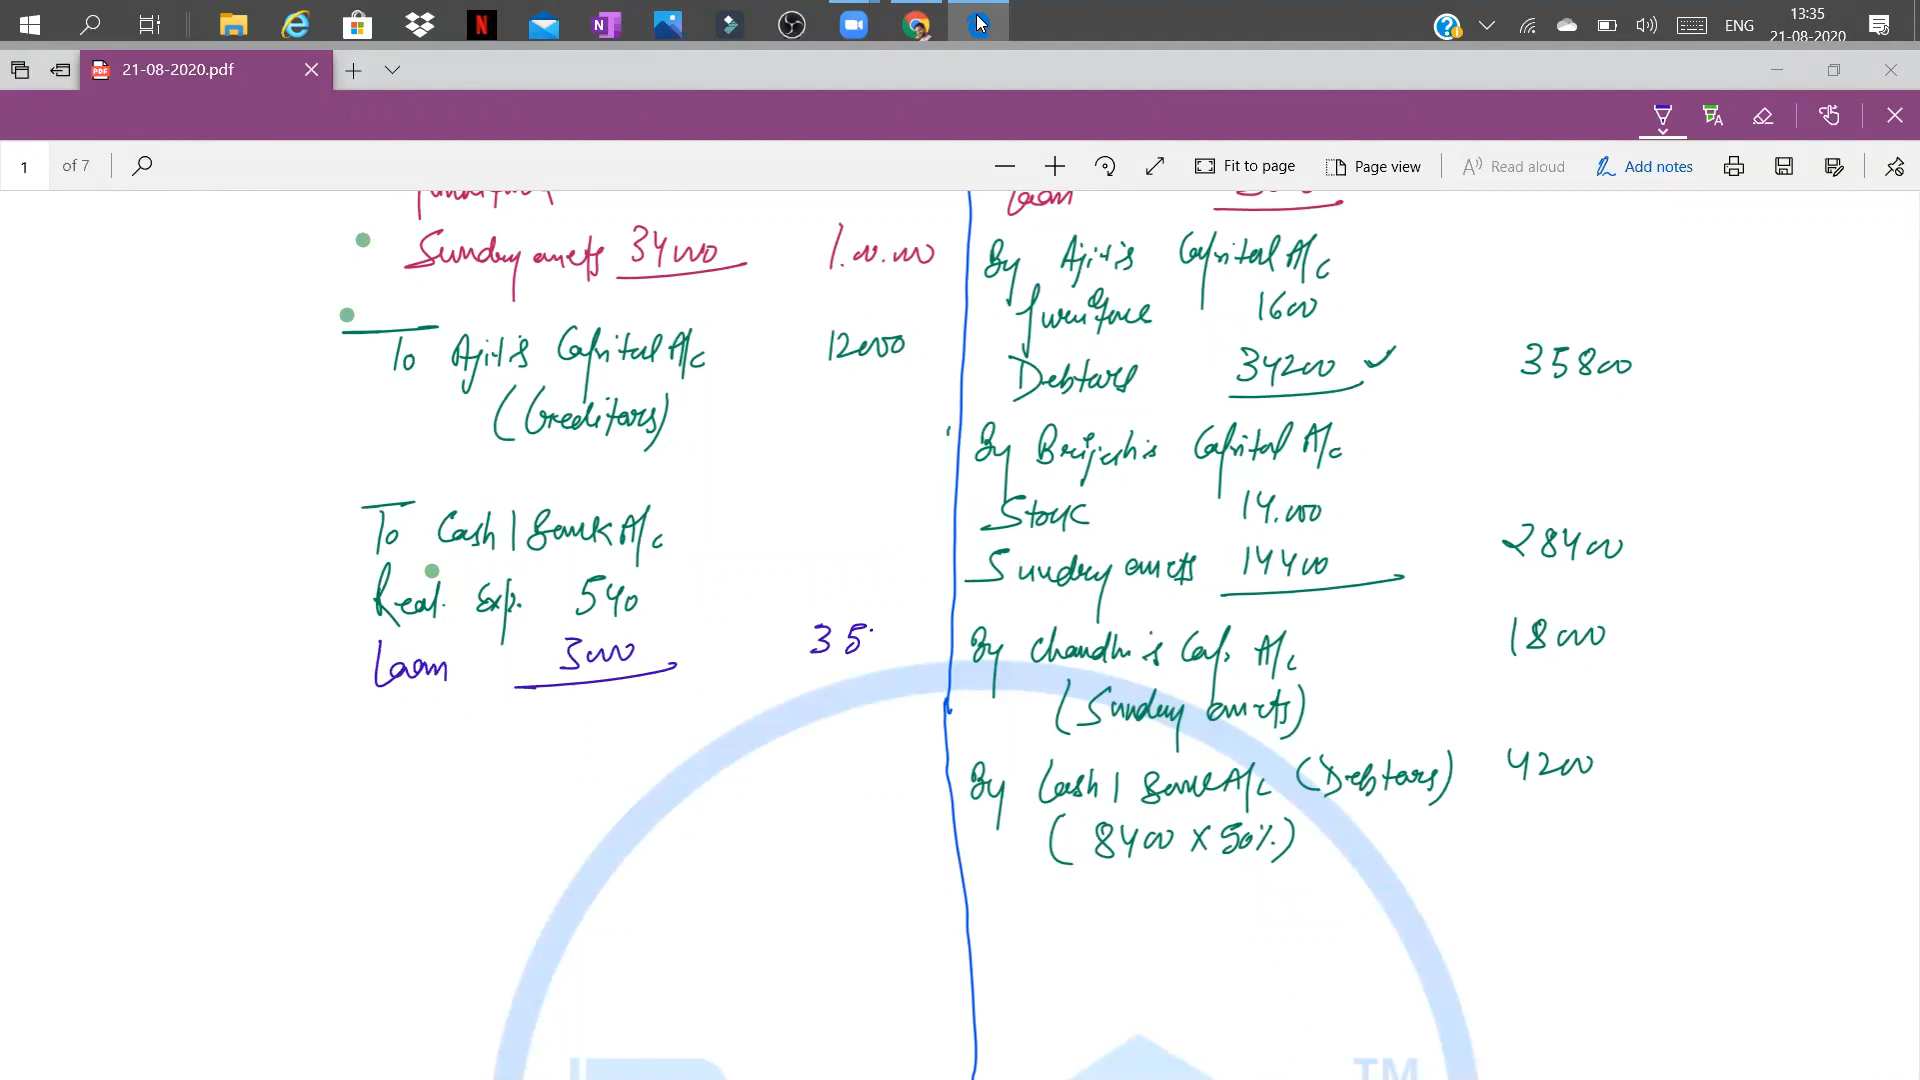 13:35
ENG
21-08-2020
21-08-2020.pdf
1 of 7
Fit to page
Page view
Read aloud
Add notes
Loan
Sundry assets 34000 1.00.000
To Ajit's Capital A/c 12000
(Creditors)
To Cash / Bank A/c
Real. Exp. 540
Loan 3000 35
By Ajit's Capital A/c
Furniture 1600
Debtors 34200 ✓ 35800
By Brijesh's Capital A/c
Stock 14.000
Sundry assets 14400 28400
By Chandhi's Cap. A/c 1800
(Sundry assets)
By Cash / Bank A/c (Debtors) 4200
(8400 X 50%)
TM